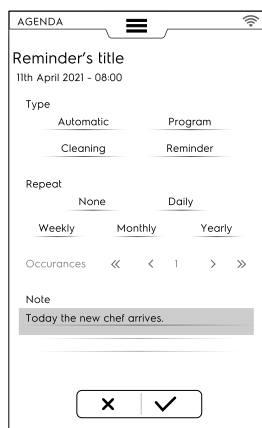 AGENDA
Reminder's title
11th April 2021 - 08:00
Type
Automatic Program
Cleaning Reminder
Repeat
None Daily
Weekly Monthly Yearly
Occurances << < 1 > >>
Note
Today the new chef arrives.